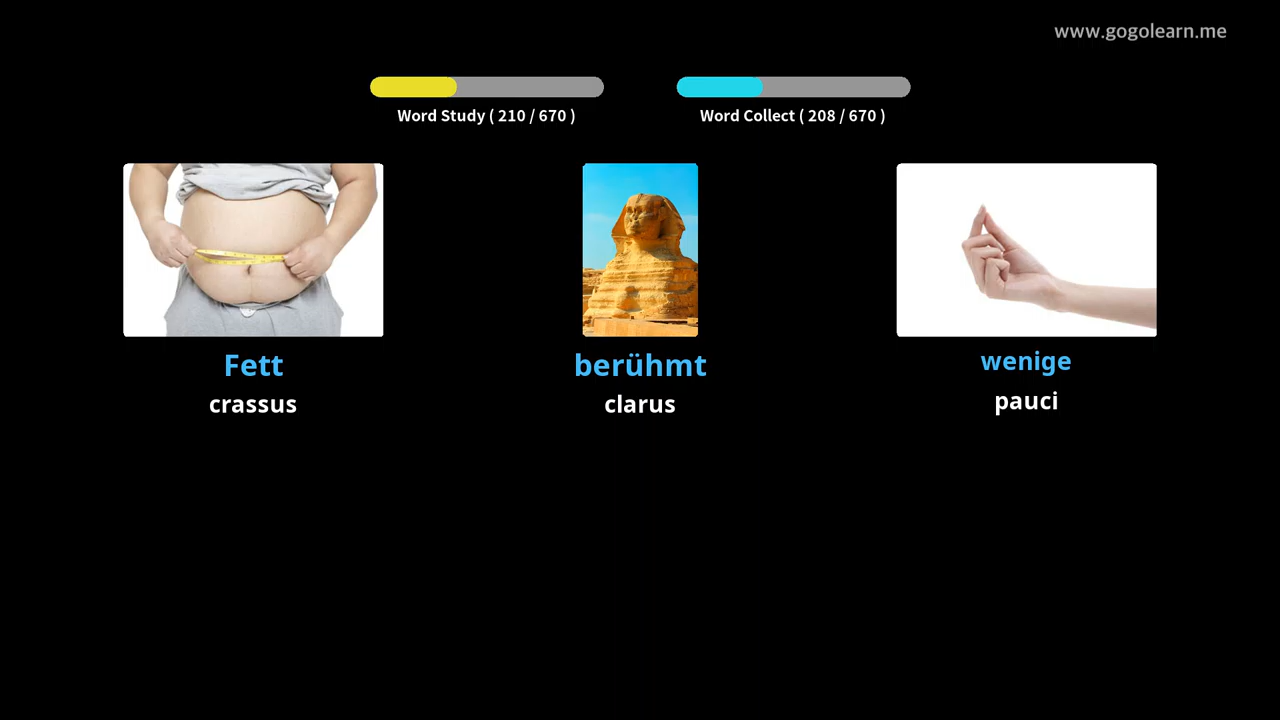 www.gogolearn.me
Word Study ( 210 / 670 )
Word Collect ( 208 / 670 )
Fett
crassus
berühmt
clarus
wenige
pauci